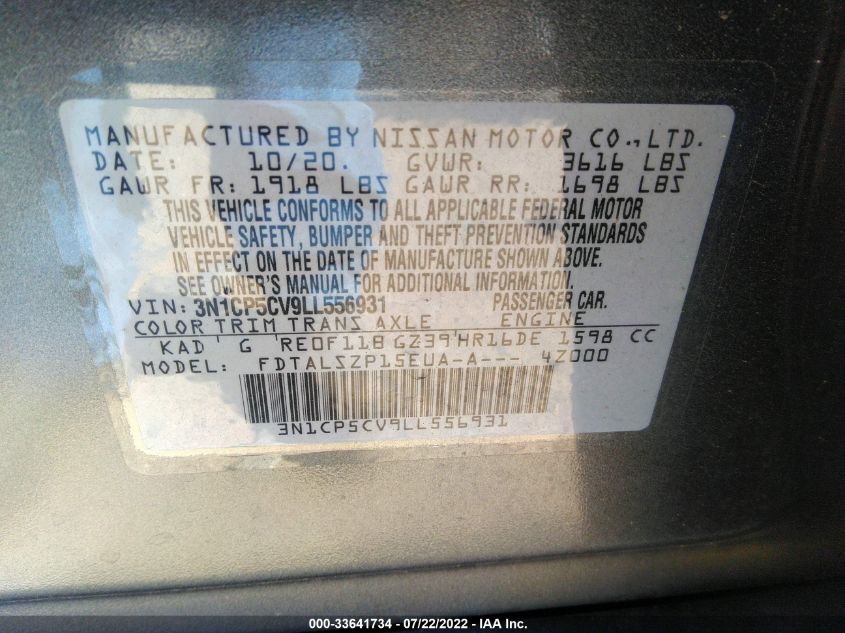 MANUFACTURED BY NISSAN MOTOR CO., LTD.
DATE: 10/20. GVWR: 3616 LBS
GAWR FR: 1918 LBS GAWR RR: 1698 LBS
THIS VEHICLE CONFORMS TO ALL APPLICABLE FEDERAL MOTOR
VEHICLE SAFETY, BUMPER AND THEFT PREVENTION STANDARDS
IN EFFECT ON THE DATE OF MANUFACTURE SHOWN ABOVE.
SEE OWNER'S MANUAL FOR ADDITIONAL INFORMATION.
VIN: 3N1CP5CV9LL556931 PASSENGER CAR.
COLOR TRIM TRANS AXLE ENGINE
KAD G RE0F11B GZ39 HR16DE 1598 CC
MODEL: FDTALSZP15EUA-A--- 4Z000
3N1CP5CV9LL556931
000-33641734 / 07/22/2022 - © IAA Inc.